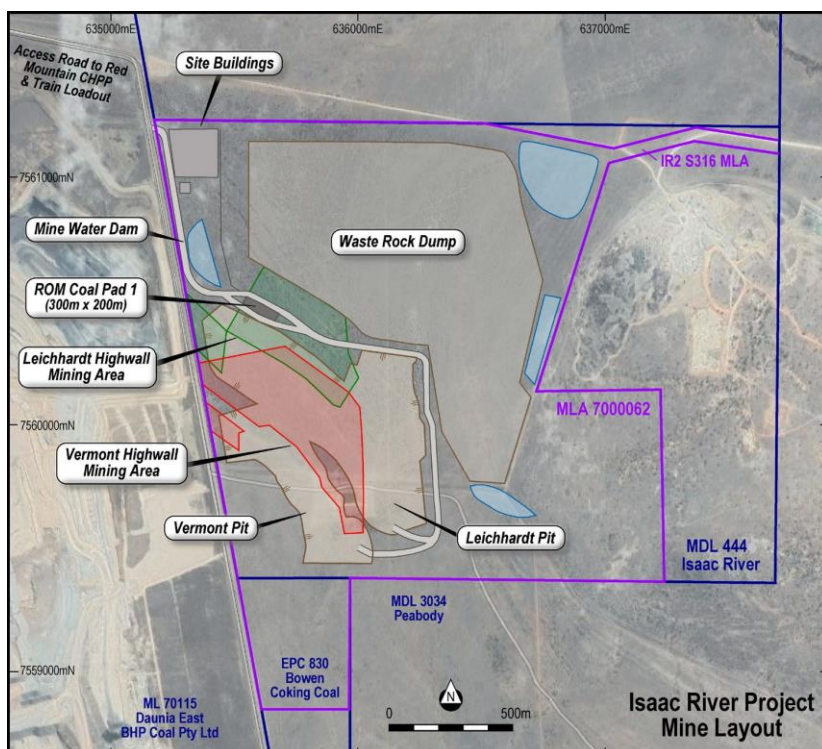 635000mE
636000mE
637000mE
Access Road to Red
Mountain CHPP
& Train Loadout
Site Buildings
IR2 S316 MLA
7561000mN
Mine Water Dam
Waste Rock Dump
ROM Coal Pad 1
(300m x 200m)
Leichhardt Highwall
Mining Area
7560000mN
MLA 7000062
Vermont Highwall
Mining Area
Vermont Pit
Leichhardt Pit
MDL 444
Isaac River
MDL 3034
Peabody
7559000mN
EPC 830
Bowen
Coking Coal
ML 70115
Daunia East
BHP Coal Pty Ltd
N
0
500m
Isaac River Project
Mine Layout